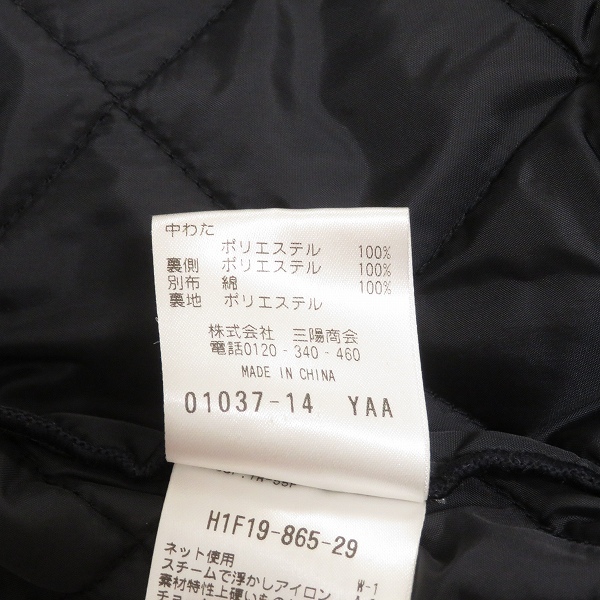 中わた
ポリエステル 100%
裏側 ポリエステル 100%
別布 綿 100%
裏地 ポリエステル
株式会社 三陽商会
電話0120-340-460
MADE IN CHINA
01037-14 YAA
H1F19-865-29
ネット使用
スチームで浮かしアイロン W-1
素材特性上硬いもの